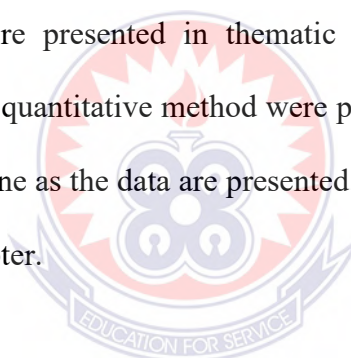 re presented in thematic
quantitative method were p
ne as the data are presented
ter.
EDUCATION FOR SERVICE